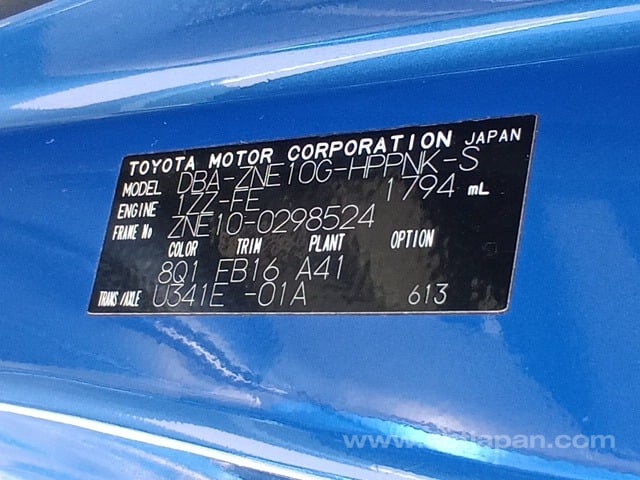 TOYOTA MOTOR CORPORATION JAPAN
MODEL DBA-ZNE10G-HPPNK-S
ENGINE 1ZZ-FE 1794 mL
FRAME No ZNE10-0298524
COLOR TRIM PLANT OPTION
8Q1 FB16 A41
TRANS/AXLE U341E -01A 613